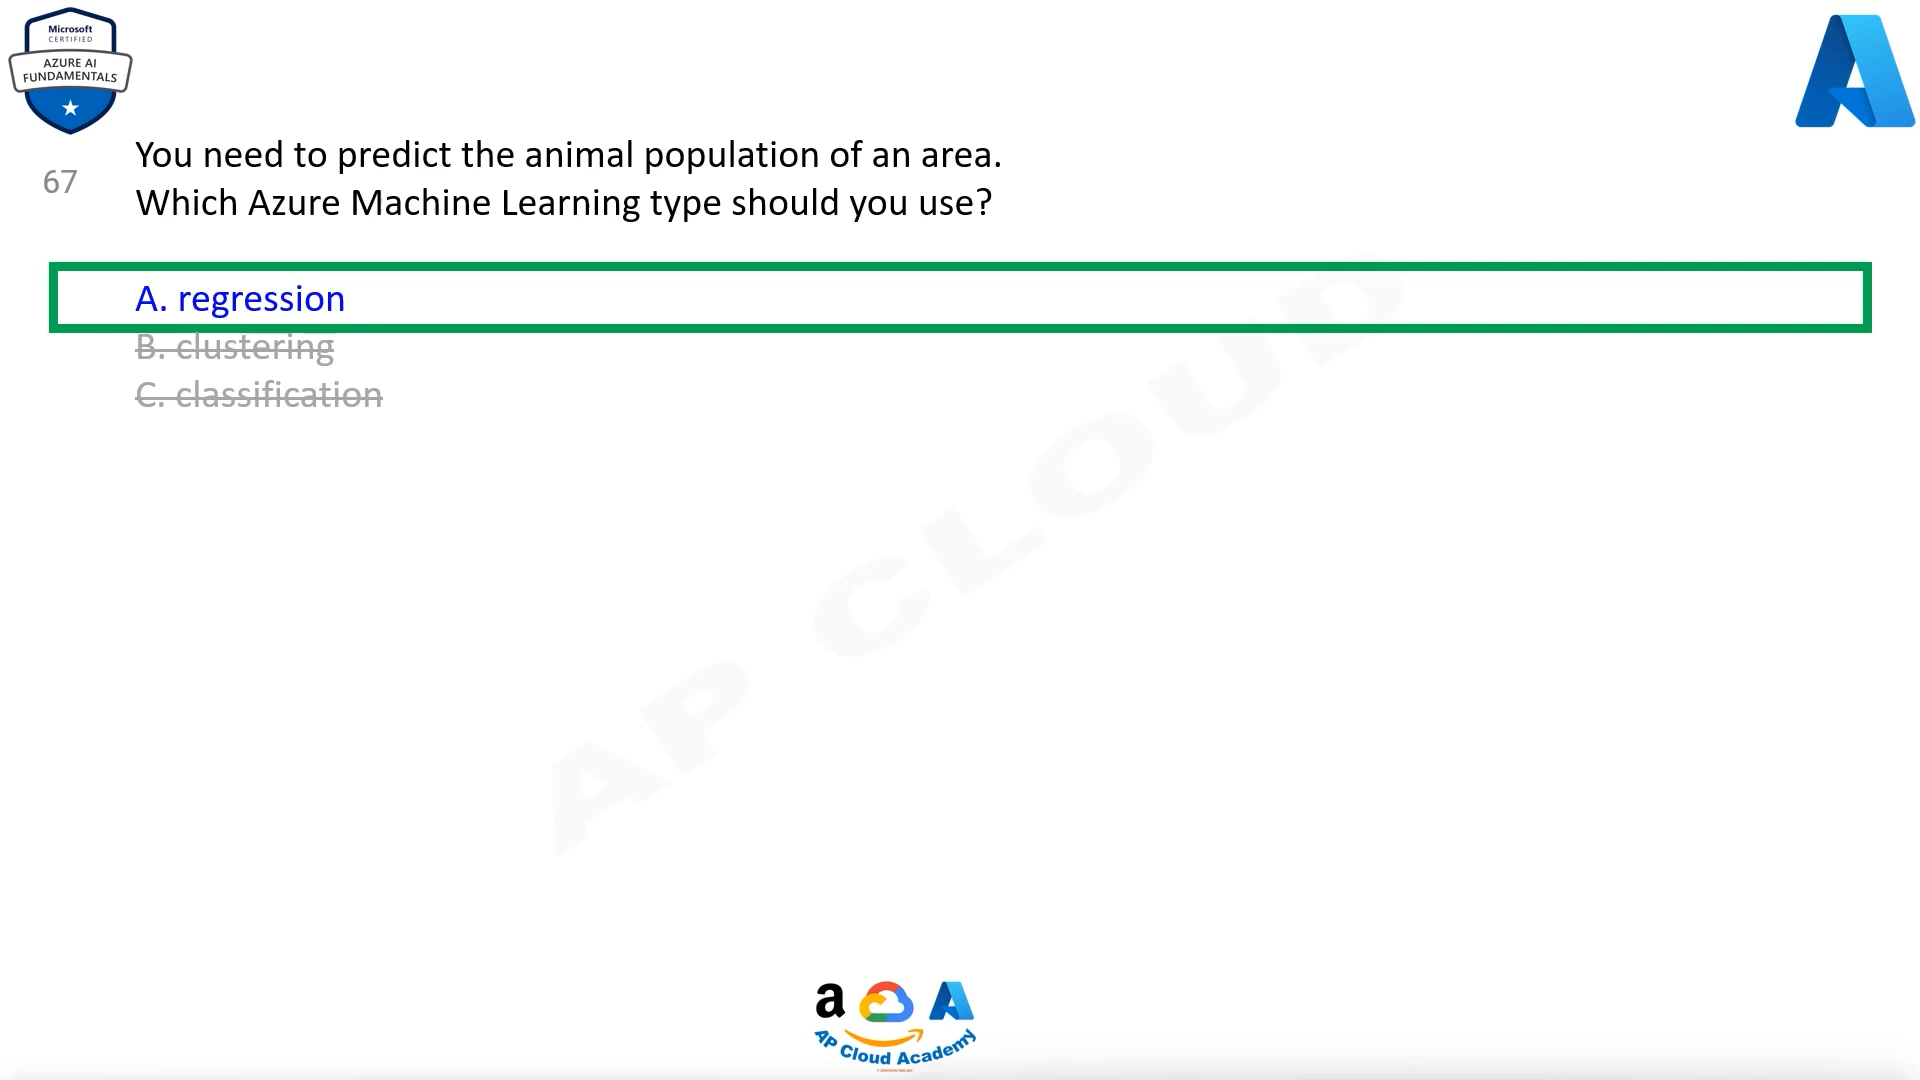 Microsoft
CERTIFIED
AZURE AI
FUNDAMENTALS
67
You need to predict the animal population of an area.
Which Azure Machine Learning type should you use?
A. regression
B. clustering
C. classification
AP CLOUD
a
AP Cloud Academy